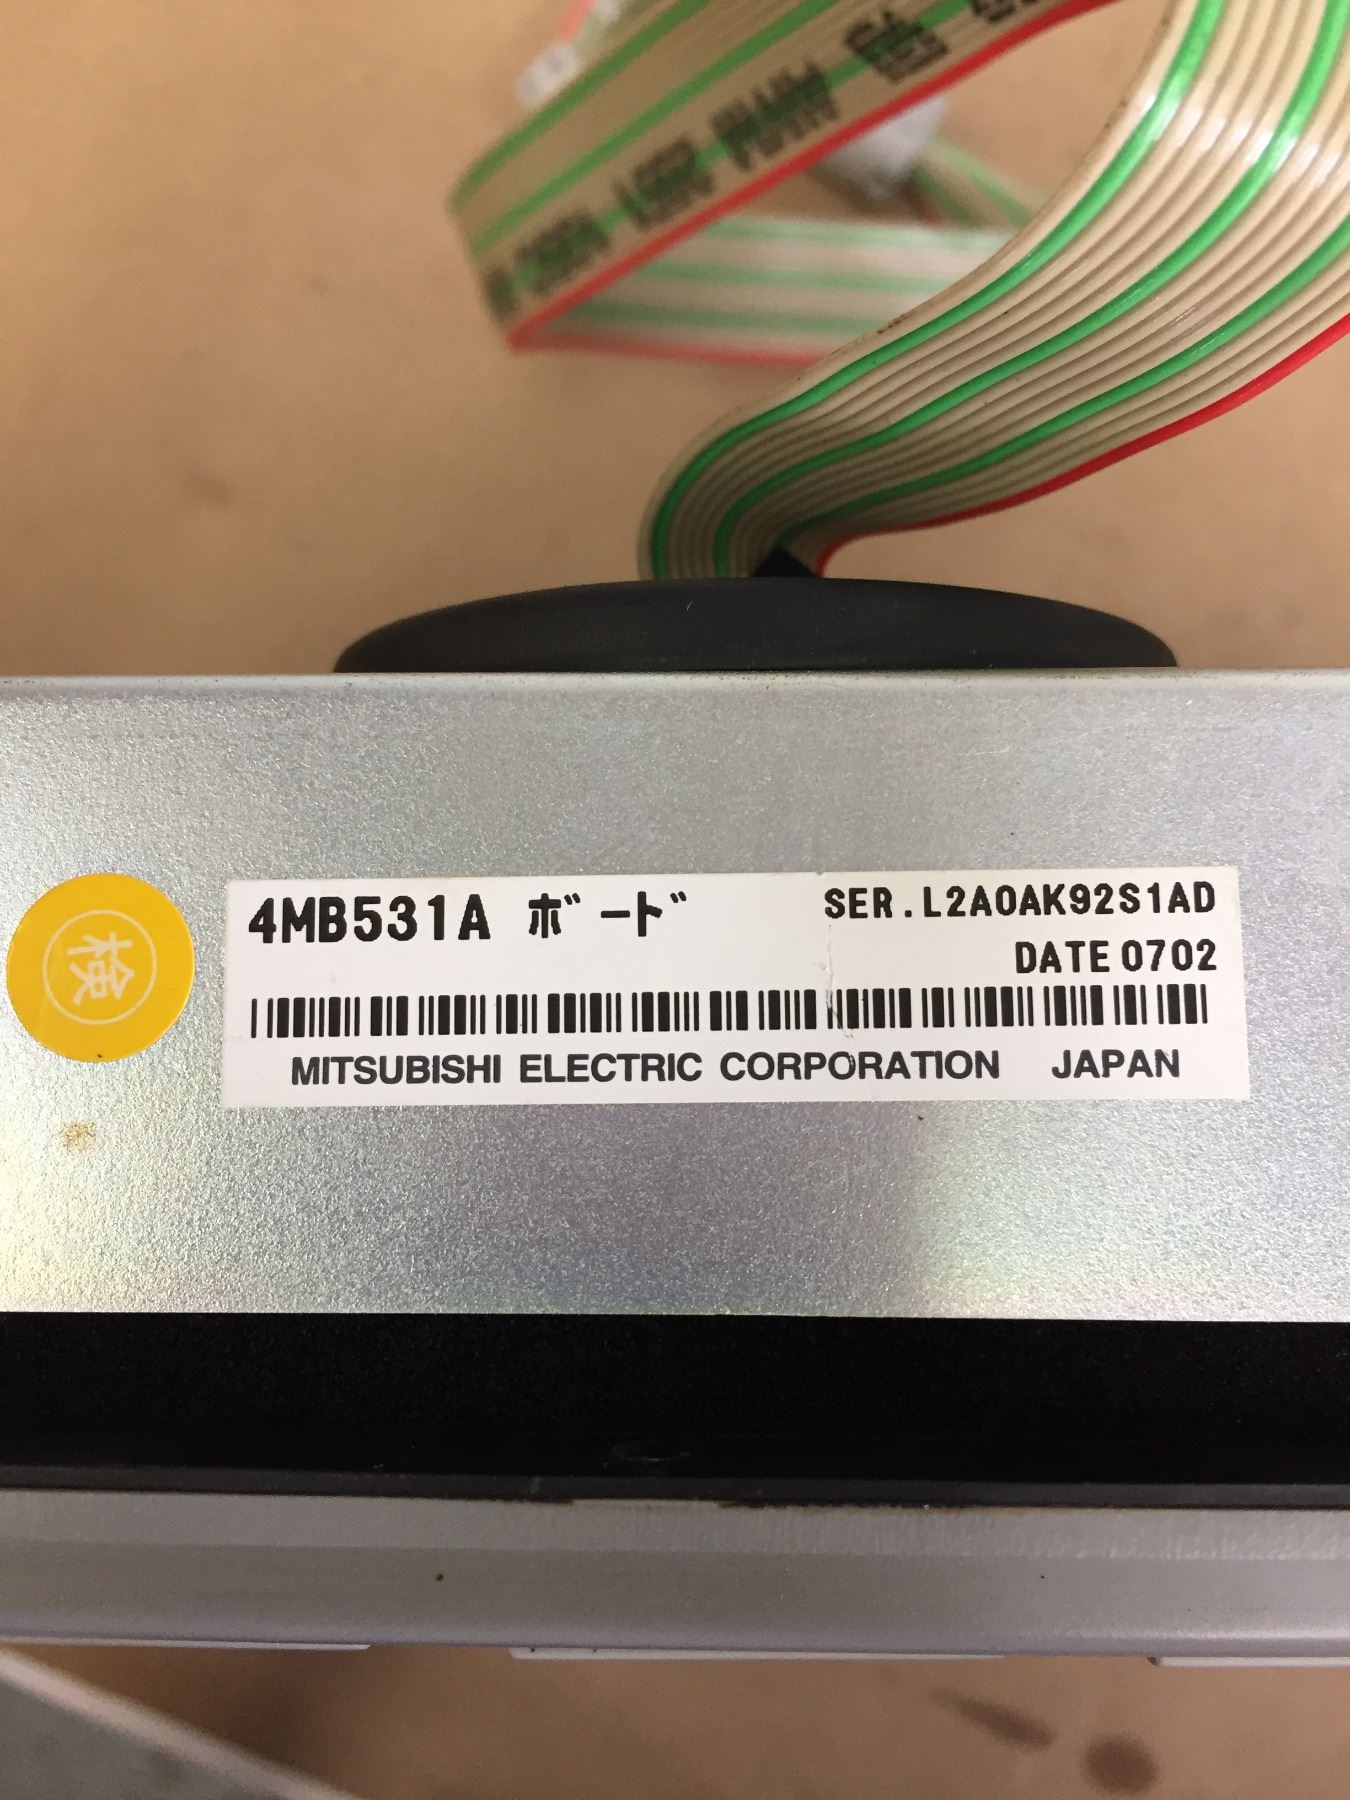 4MB531A ボード SER.L2A0AK92S1AD
DATE 0702
MITSUBISHI ELECTRIC CORPORATION JAPAN
検